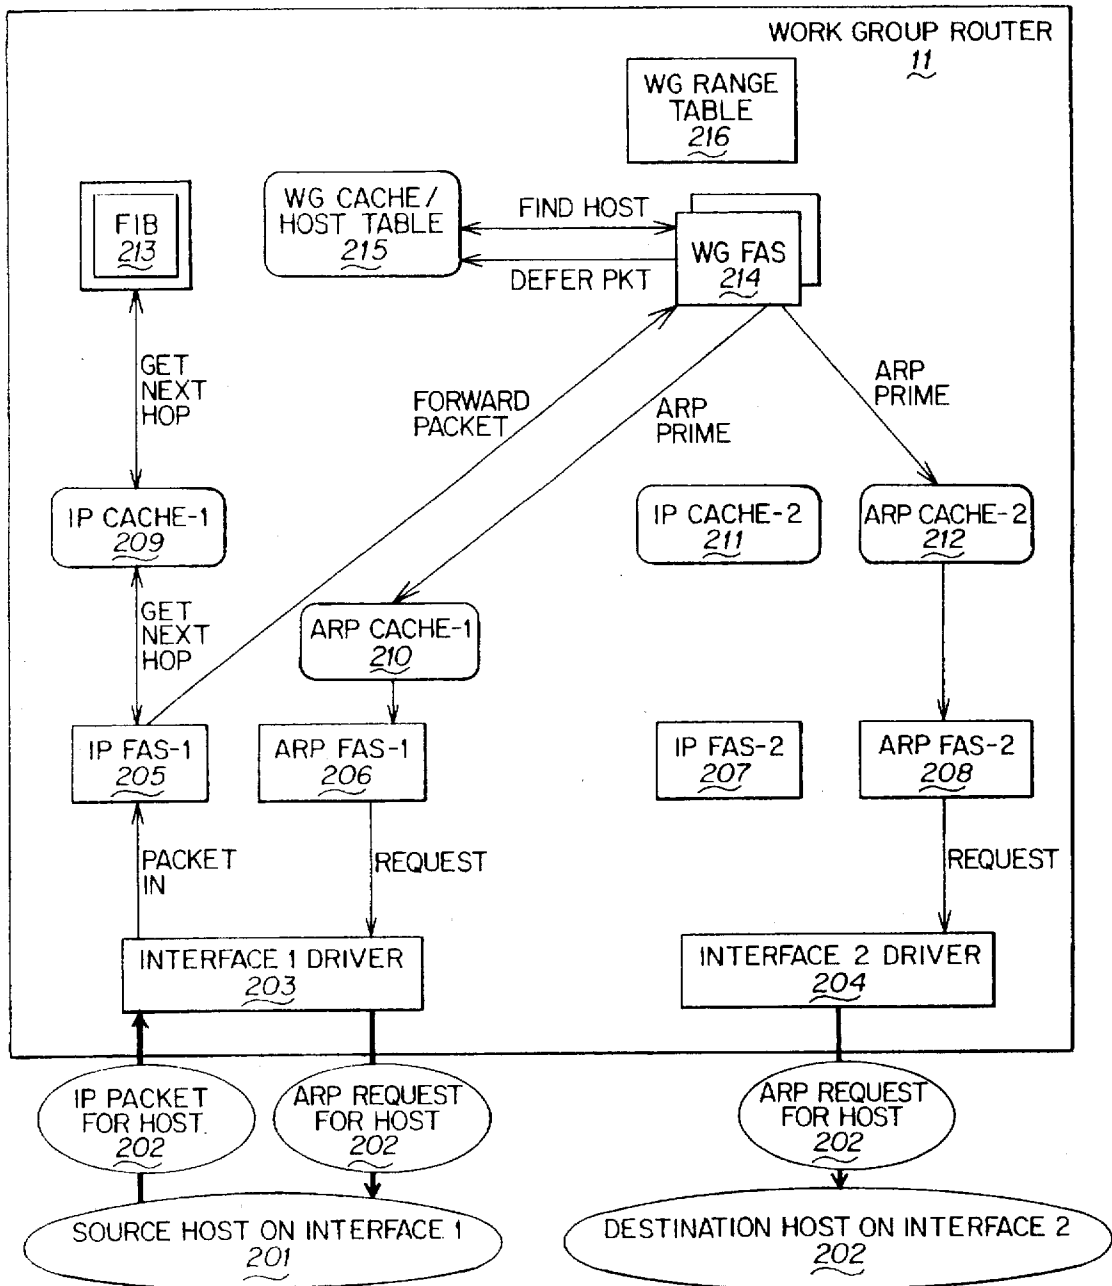 WORK GROUP ROUTER
11
WG RANGE
TABLE
216
WG CACHE/
HOST TABLE
215
FIND HOST
DEFER PKT
FIB
213
WG FAS
214
GET
NEXT
HOP
FORWARD
PACKET
ARP
PRIME
ARP
PRIME
IP CACHE-1
209
IP CACHE-2
211
ARP CACHE-2
212
GET
NEXT
HOP
ARP CACHE-1
210
IP FAS-1
205
ARP FAS-1
206
IP FAS-2
207
ARP FAS-2
208
PACKET
IN
REQUEST
REQUEST
INTERFACE 1 DRIVER
203
INTERFACE 2 DRIVER
204
IP PACKET
FOR HOST
202
ARP REQUEST
FOR HOST
202
ARP REQUEST
FOR HOST
202
SOURCE HOST ON INTERFACE 1
201
DESTINATION HOST ON INTERFACE 2
202